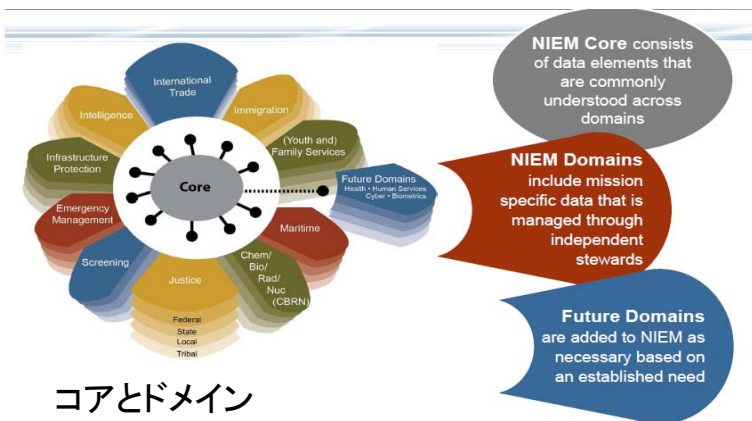 International
Trade
Immigration
(Youth and)
Family Services
Future Domains
Health • Human Services
Cyber • Biometrics
Maritime
Chem/
Bio/
Rad/
Nuc
(CBRN)
Justice
Federal
State
Local
Tribal
Screening
Emergency
Management
Infrastructure
Protection
Intelligence
Core
NIEM Core consists
of data elements that
are commonly
understood across
domains
NIEM Domains
include mission
specific data that is
managed through
independent
stewards
Future Domains
are added to NIEM as
necessary based on
an established need
コアとドメイン